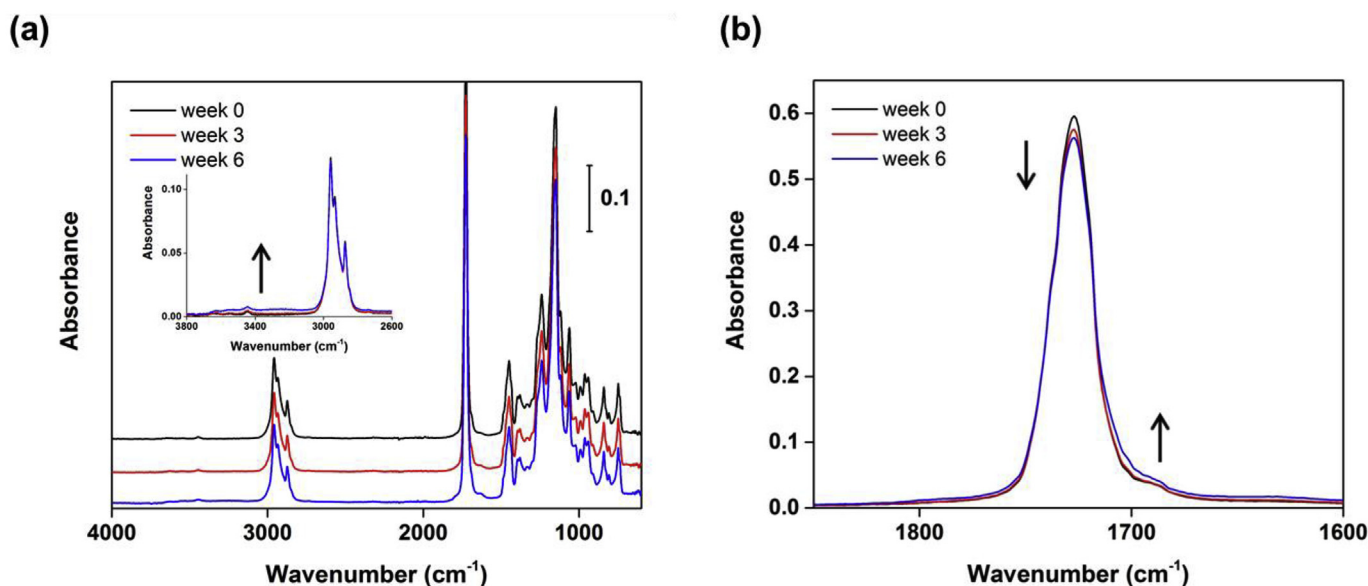 (a)
week 0
week 3
week 6
0.10
0.05
0.00
Absorbance
3800 3400 3000 2600
Wavenumber (cm⁻¹)
0.1
Absorbance
4000 3000 2000 1000
Wavenumber (cm⁻¹)
(b)
week 0
week 3
week 6
0.6
0.5
0.4
0.3
0.2
0.1
0.0
Absorbance
1800 1700 1600
Wavenumber (cm⁻¹)